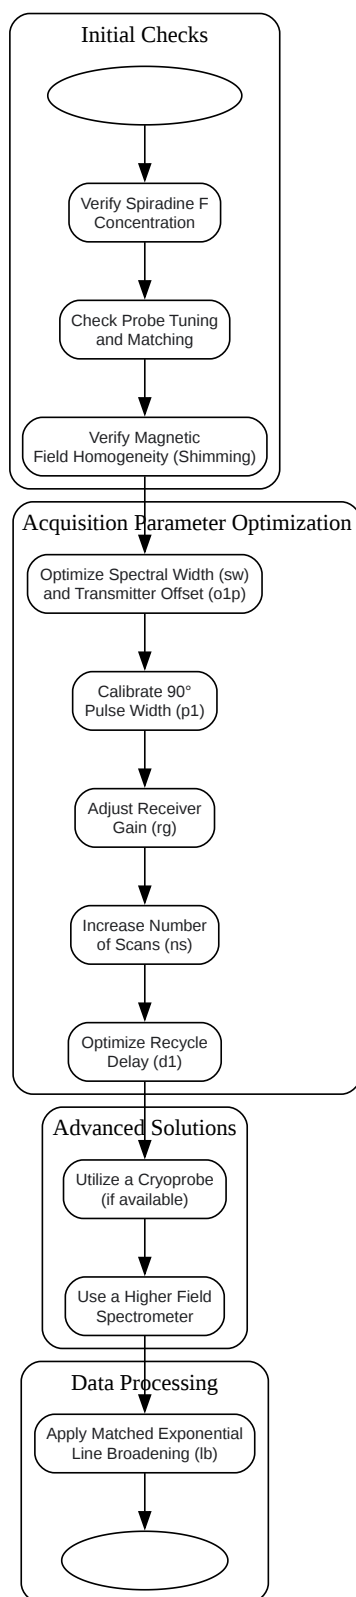 Initial Checks
Verify Spiradine F
Concentration
Check Probe Tuning
and Matching
Verify Magnetic
Field Homogeneity (Shimming)
Acquisition Parameter Optimization
Optimize Spectral Width (sw)
and Transmitter Offset (o1p)
Calibrate 90°
Pulse Width (p1)
Adjust Receiver
Gain (rg)
Increase Number
of Scans (ns)
Optimize Recycle
Delay (d1)
Advanced Solutions
Utilize a Cryoprobe
(if available)
Use a Higher Field
Spectrometer
Data Processing
Apply Matched Exponential
Line Broadening (lb)